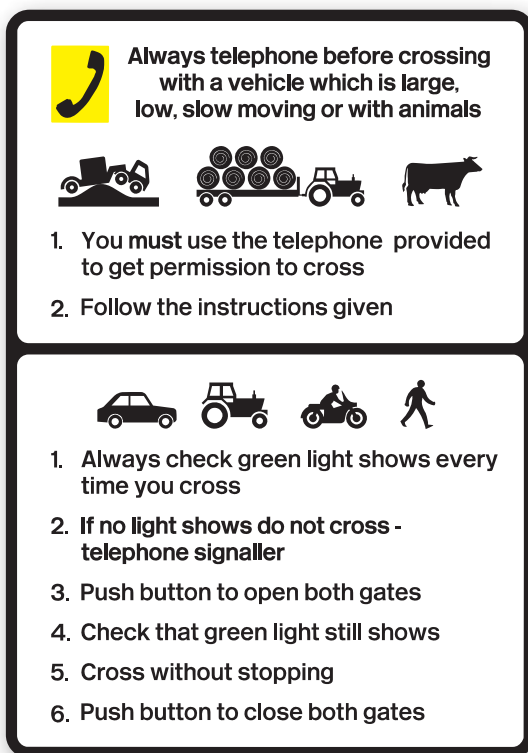 Always telephone before crossing
with a vehicle which is large,
low, slow moving or with animals
1. You must use the telephone provided
to get permission to cross
2. Follow the instructions given
1. Always check green light shows every
time you cross
2. If no light shows do not cross -
telephone signaller
3. Push button to open both gates
4. Check that green light still shows
5. Cross without stopping
6. Push button to close both gates